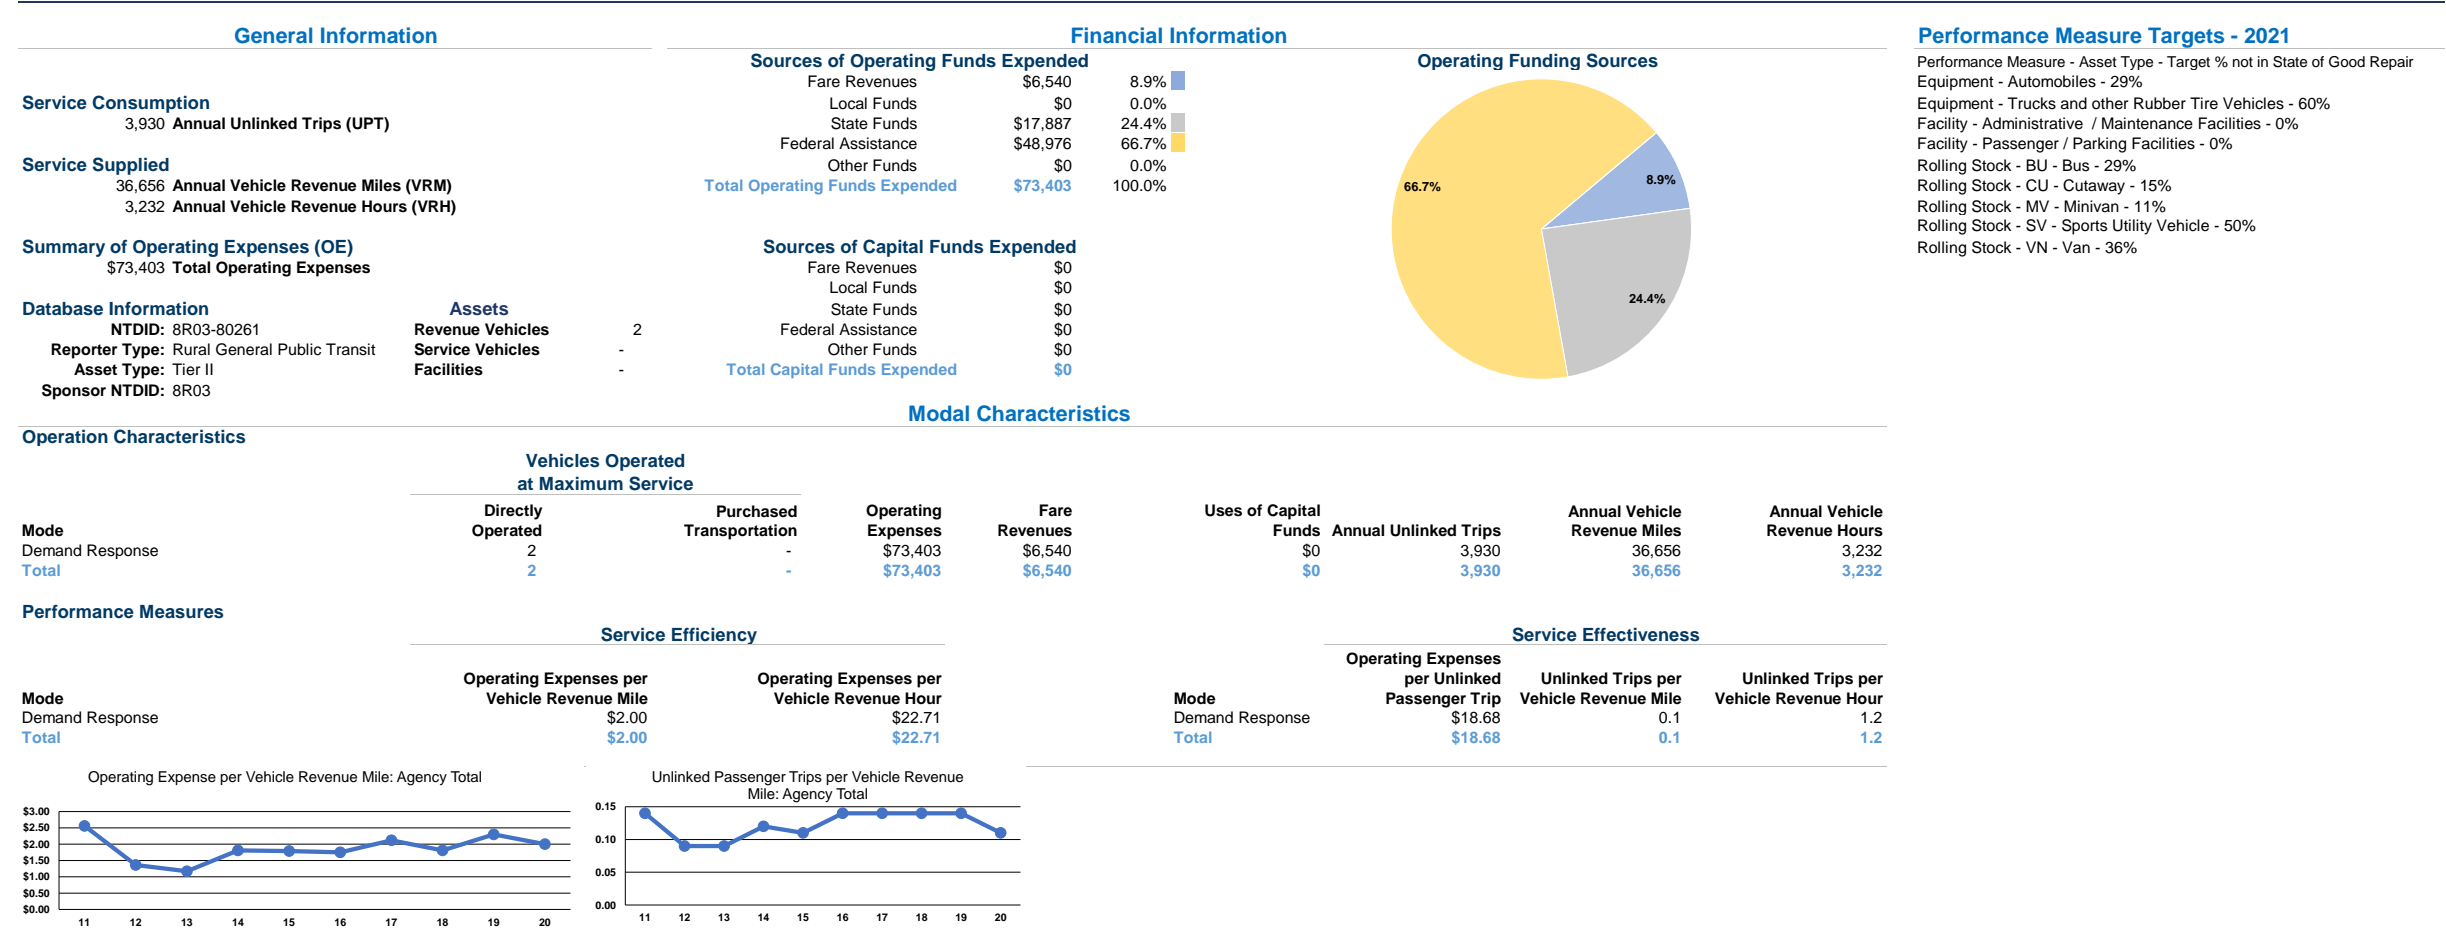 General Information
Service Consumption
3,930 Annual Unlinked Trips (UPT)
Service Supplied
36,656 Annual Vehicle Revenue Miles (VRM)
3,232 Annual Vehicle Revenue Hours (VRH)
Summary of Operating Expenses (OE)
$73,403 Total Operating Expenses
Database Information
NTDID: 8R03-80261
Reporter Type: Rural General Public Transit
Asset Type: Tier II
Sponsor NTDID: 8R03
Assets
Revenue Vehicles 2
Service Vehicles -
Facilities -
Financial Information
Sources of Operating Funds Expended
Fare Revenues $6,540 8.9%
Local Funds $0 0.0%
State Funds $17,887 24.4%
Federal Assistance $48,976 66.7%
Other Funds $0 0.0%
Total Operating Funds Expended $73,403 100.0%
Sources of Capital Funds Expended
Fare Revenues $0
Local Funds $0
State Funds $0
Federal Assistance $0
Other Funds $0
Total Capital Funds Expended $0
Operating Funding Sources
66.7%
8.9%
24.4%
Performance Measure Targets - 2021
Performance Measure - Asset Type - Target % not in State of Good Repair
Equipment - Automobiles - 29%
Equipment - Trucks and other Rubber Tire Vehicles - 60%
Facility - Administrative / Maintenance Facilities - 0%
Facility - Passenger / Parking Facilities - 0%
Rolling Stock - BU - Bus - 29%
Rolling Stock - CU - Cutaway - 15%
Rolling Stock - MV - Minivan - 11%
Rolling Stock - SV - Sports Utility Vehicle - 50%
Rolling Stock - VN - Van - 36%
Modal Characteristics
Operation Characteristics
Vehicles Operated
at Maximum Service
Directly Purchased Operating Fare Uses of Capital Annual Vehicle Annual Vehicle
Mode Operated Transportation Expenses Revenues Funds Annual Unlinked Trips Revenue Miles Revenue Hours
Demand Response 2 - $73,403 $6,540 $0 3,930 36,656 3,232
Total 2 - $73,403 $6,540 $0 3,930 36,656 3,232
Performance Measures
Service Efficiency
Operating Expenses per Operating Expenses per
Mode Vehicle Revenue Mile Vehicle Revenue Hour
Demand Response $2.00 $22.71
Total $2.00 $22.71
Service Effectiveness
Operating Expenses
per Unlinked Unlinked Trips per Unlinked Trips per
Mode Passenger Trip Vehicle Revenue Mile Vehicle Revenue Hour
Demand Response $18.68 0.1 1.2
Total $18.68 0.1 1.2
Operating Expense per Vehicle Revenue Mile: Agency Total
$3.00
$2.50
$2.00
$1.50
$1.00
$0.50
$0.00
11 12 13 14 15 16 17 18 19 20
Unlinked Passenger Trips per Vehicle Revenue
Mile: Agency Total
0.15
0.10
0.05
0.00
11 12 13 14 15 16 17 18 19 20